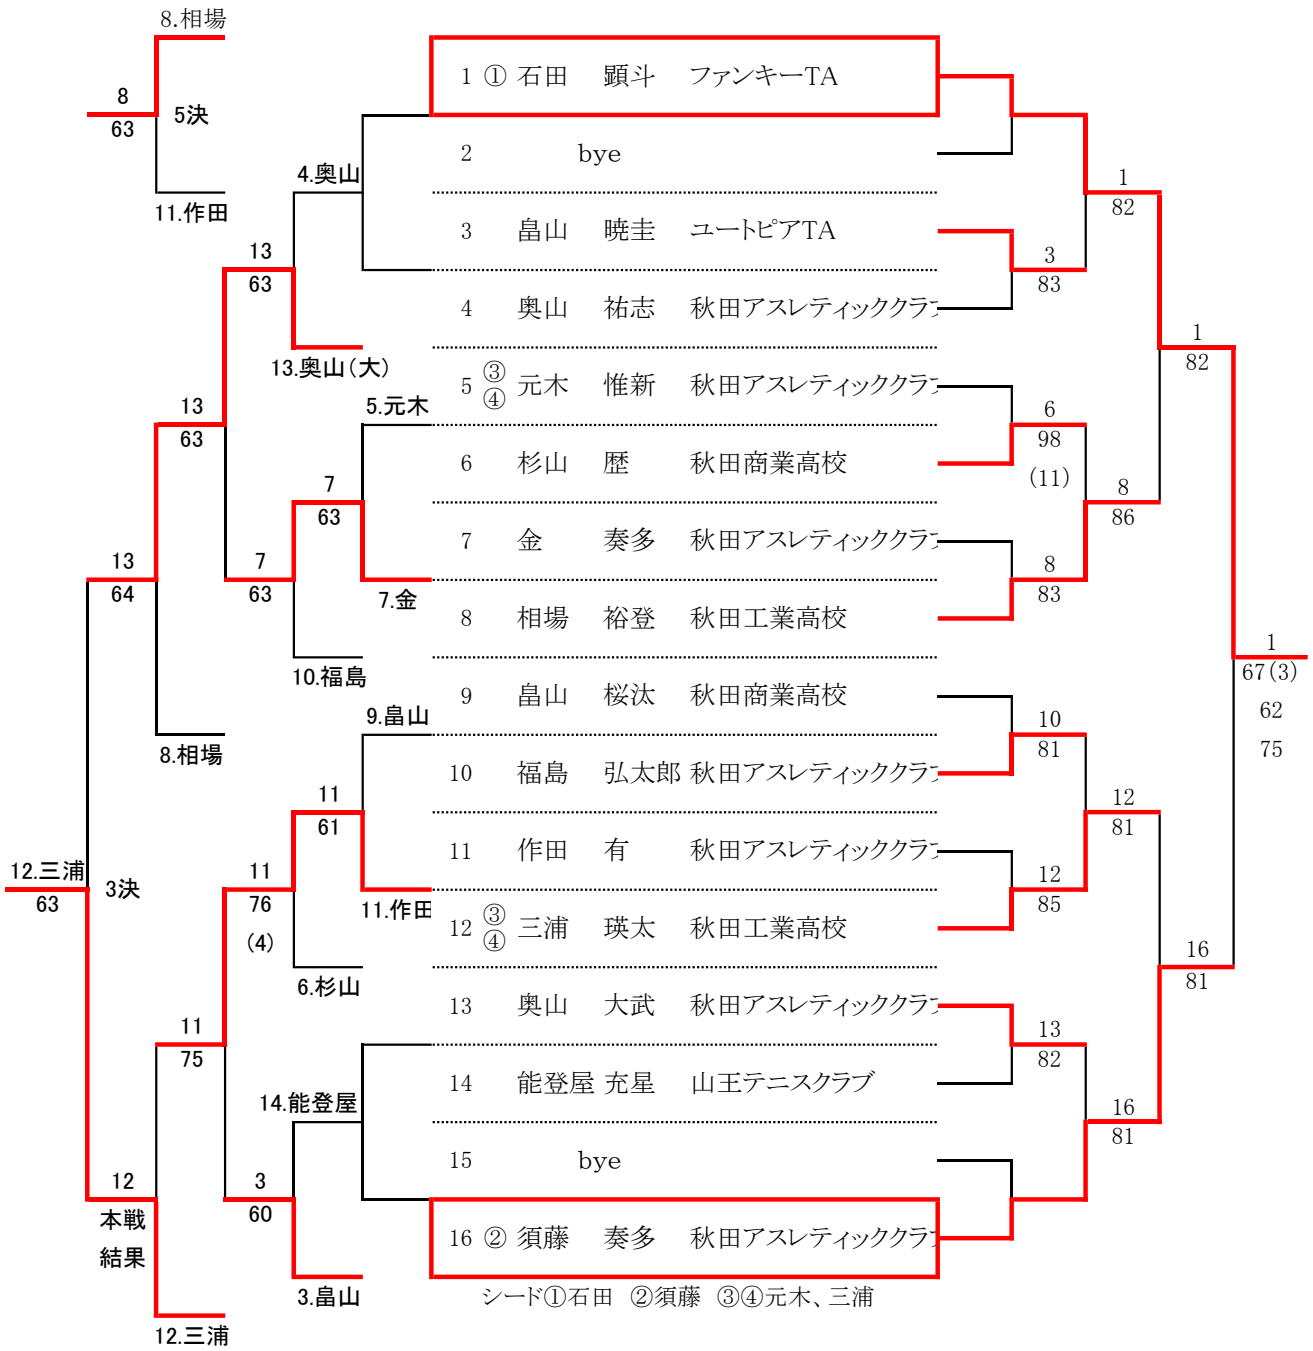 8.相場
8
63
5決
11.作田
4.奥山
13
63
13.奥山(大)
13
63
5.元木
7
63
7.金
7
63
10.福島
13
64
8.相場
9.畠山
11
61
11.作田
11
76
(4)
6.杉山
12.三浦
63
3決
11
75
14.能登屋
3
60
3.畠山
12
本戦
結果
12.三浦
1 ① 石田 顕斗 ファンキーTA
2 bye
3 畠山 暁圭 ユートピアTA
4 奥山 祐志 秋田アスレティッククラブ
5 ③④ 元木 惟新 秋田アスレティッククラブ
6 杉山 歴 秋田商業高校
7 金 奏多 秋田アスレティッククラブ
8 相場 裕登 秋田工業高校
9 畠山 桜汰 秋田商業高校
10 福島 弘太郎 秋田アスレティッククラブ
11 作田 有 秋田アスレティッククラブ
12 ③④ 三浦 瑛太 秋田工業高校
13 奥山 大武 秋田アスレティッククラブ
14 能登屋 充星 山王テニスクラブ
15 bye
16 ② 須藤 奏多 秋田アスレティッククラブ
シード①石田 ②須藤 ③④元木、三浦
3
83
1
82
6
98
(11)
8
83
8
86
1
82
10
81
12
85
12
81
13
82
16
81
16
81
1
67(3)
62
75